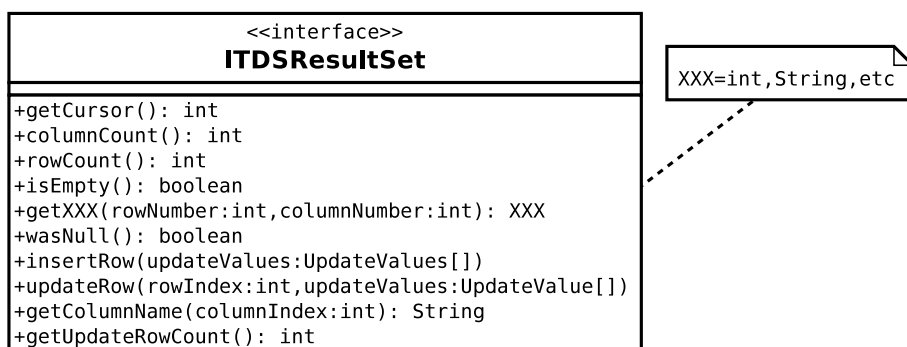 <<interface>>
ITDSResultSet
XXX=int,String,etc
+getCursor(): int
+columnCount(): int
+rowCount(): int
+isEmpty(): boolean
+getXXX(rowNumber:int,columnNumber:int): XXX
+wasNull(): boolean
+insertRow(updateValues:UpdateValues[])
+updateRow(rowIndex:int,updateValues:UpdateValue[])
+getColumnName(columnIndex:int): String
+getUpdateRowCount(): int